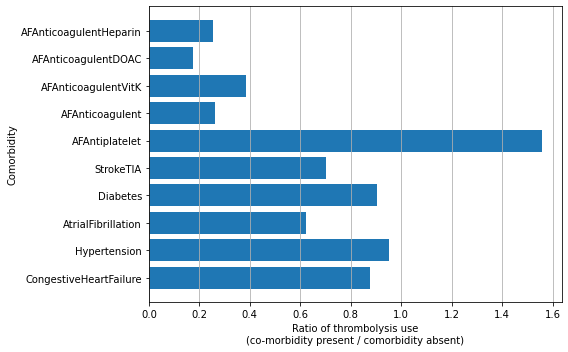 AFAnticoagulentHeparin
AFAnticoagulentDOAC
AFAnticoagulentVitK
AFAnticoagulent
AFAntiplatelet
StrokeTIA
Diabetes
AtrialFibrillation
Hypertension
CongestiveHeartFailure
Comorbidity
0.0 0.2 0.4 0.6 0.8 1.0 1.2 1.4 1.6
Ratio of thrombolysis use
(co-morbidity present / comorbidity absent)